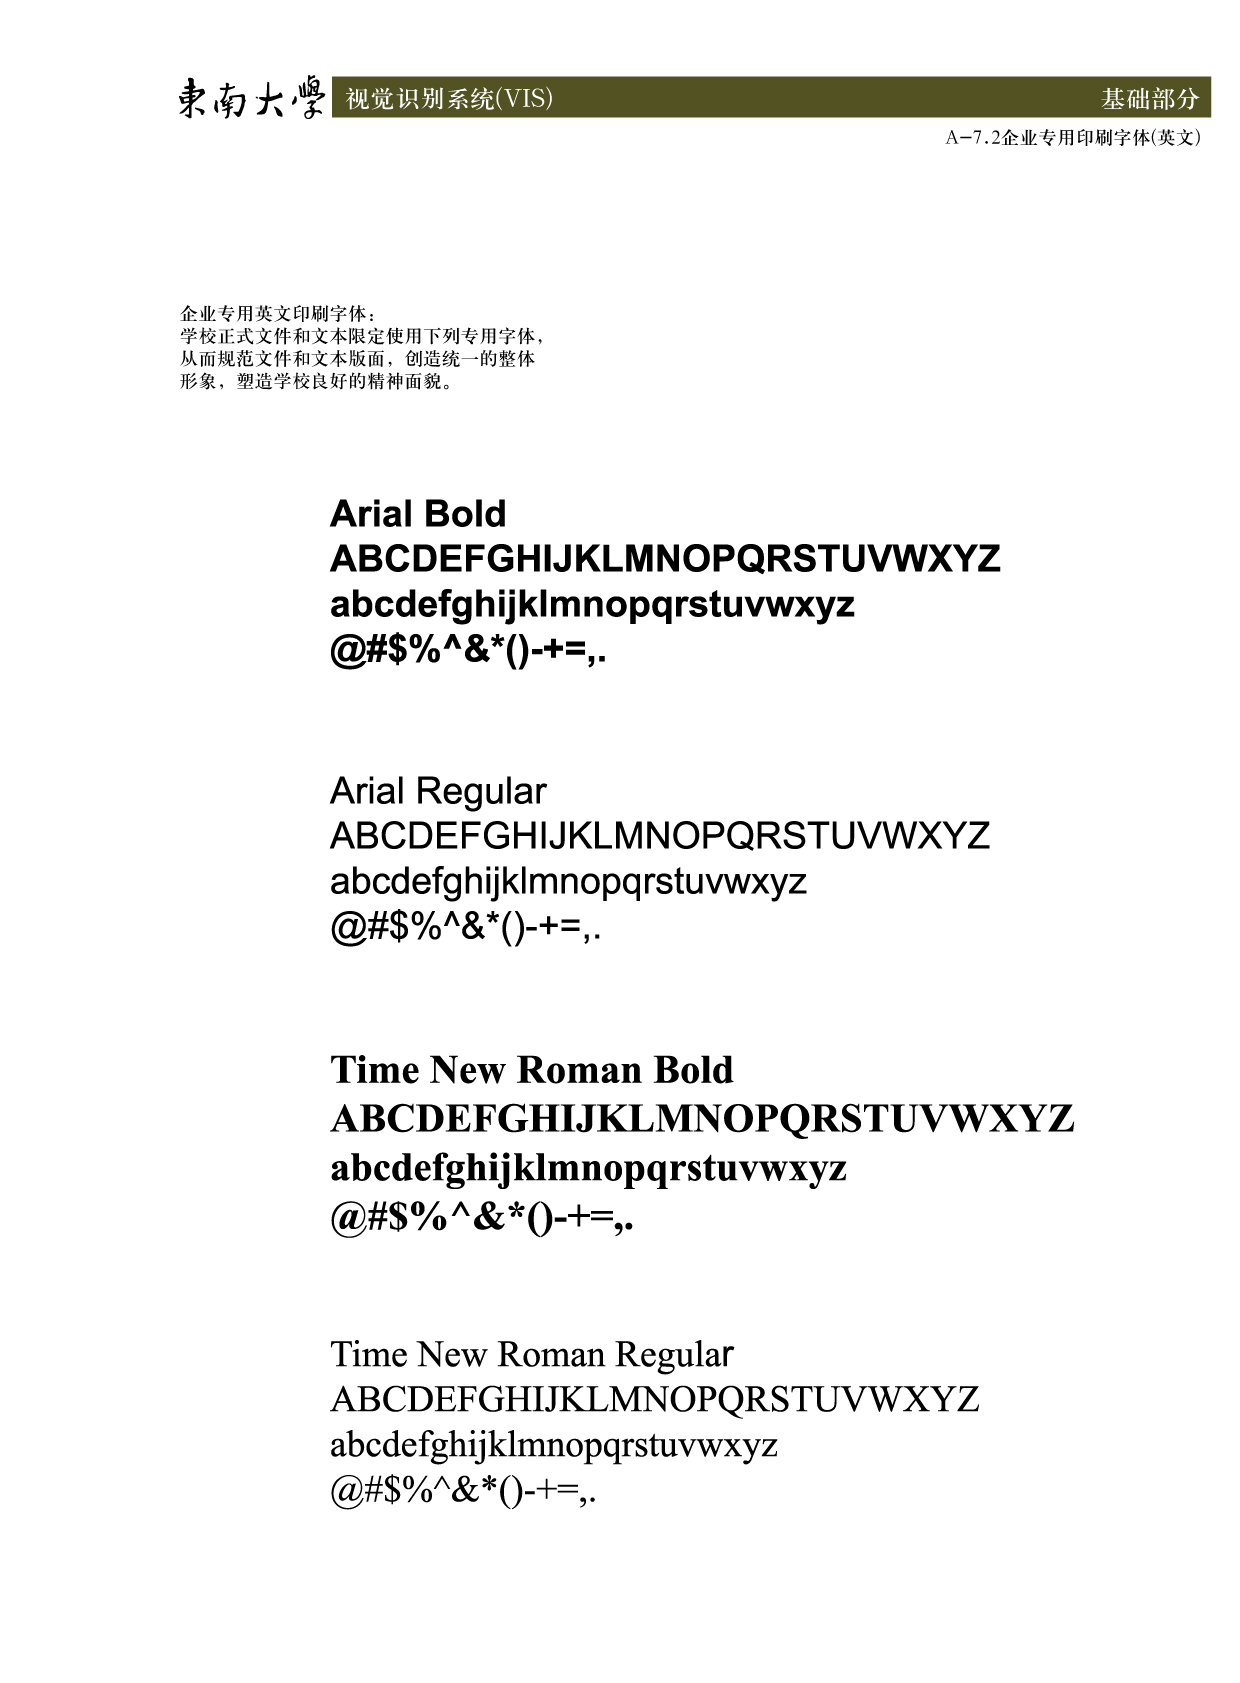 東南大學 视觉识别系统(VIS) 基础部分
A-7.2企业专用印刷字体(英文)
企业专用英文印刷字体：
学校正式文件和文本限定使用下列专用字体，
从而规范文件和文本版面，创造统一的整体
形象，塑造学校良好的精神面貌。
Arial Bold
ABCDEFGHIJKLMNOPQRSTUVWXYZ
abcdefghijklmnopqrstuvwxyz
@#$%^&*()-+=,.
Arial Regular
ABCDEFGHIJKLMNOPQRSTUVWXYZ
abcdefghijklmnopqrstuvwxyz
@#$%^&*()-+=,.
Time New Roman Bold
ABCDEFGHIJKLMNOPQRSTUVWXYZ
abcdefghijklmnopqrstuvwxyz
@#$%^&*()-+=,.
Time New Roman Regular
ABCDEFGHIJKLMNOPQRSTUVWXYZ
abcdefghijklmnopqrstuvwxyz
@#$%^&*()-+=,.